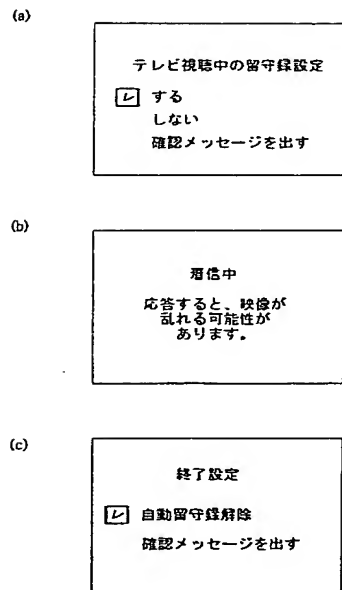 (a)
テレビ視聴中の留守録設定
レ する
しない
確認メッセージを出す
(b)
着信中
応答すると、映像が
乱れる可能性が
あります。
(c)
終了設定
レ 自動留守録解除
確認メッセージを出す